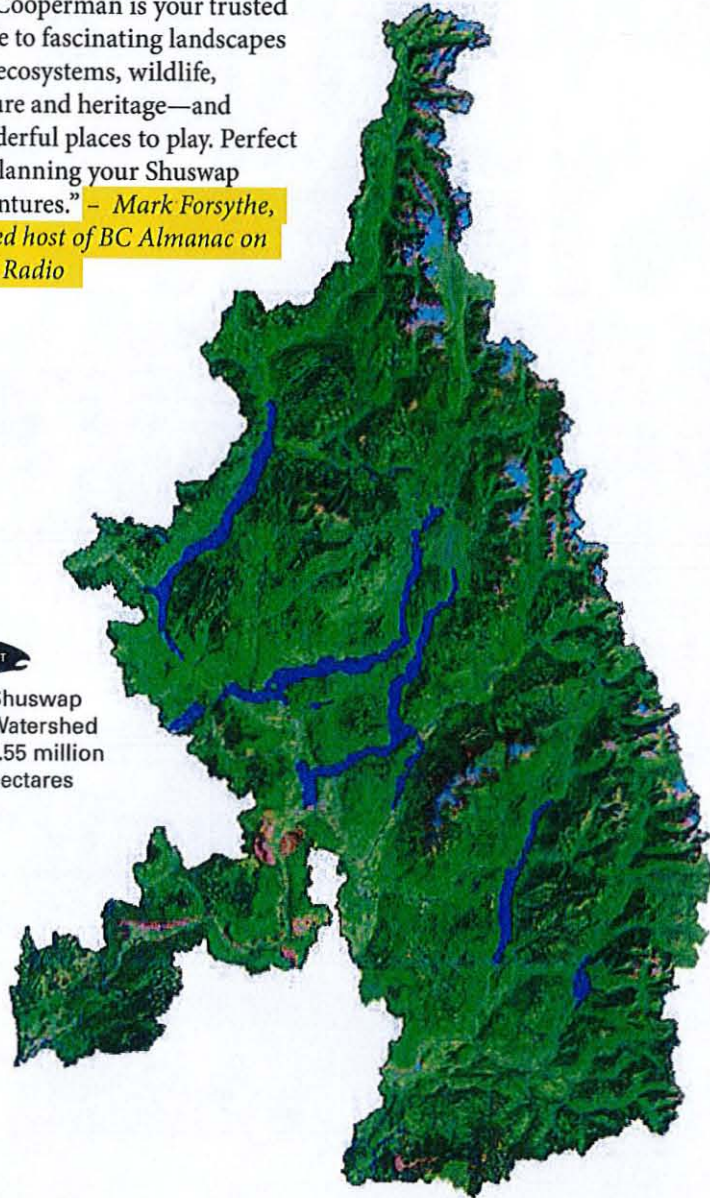 Cooperman is your trusted
e to fascinating landscapes
ecosystems, wildlife,
ure and heritage—and
derful places to play. Perfect
lanning your Shuswap
ntures.” – Mark Forsythe,
ed host of BC Almanac on
Radio
T
huswap
Watershed
.55 million
ectares